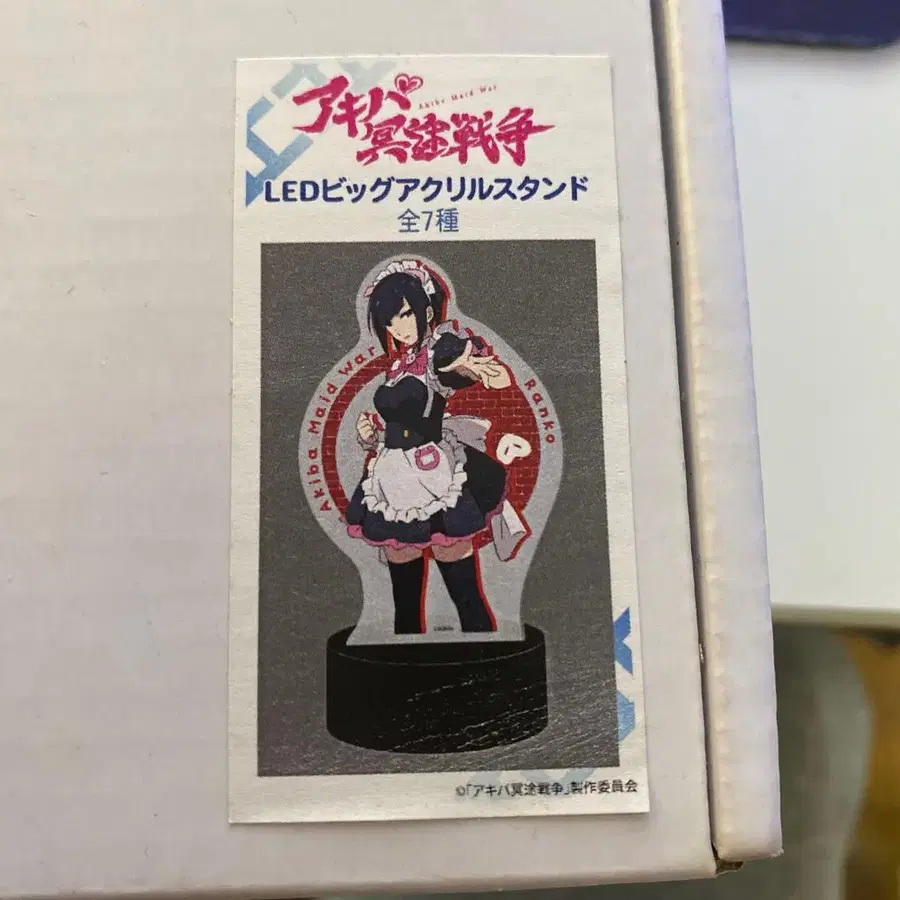 アキバ
Akiba Maid War
冥途戦争
LEDビッグアクリルスタンド
全7種
Akiba Maid War
Ranko
©「アキバ冥途戦争」製作委員会